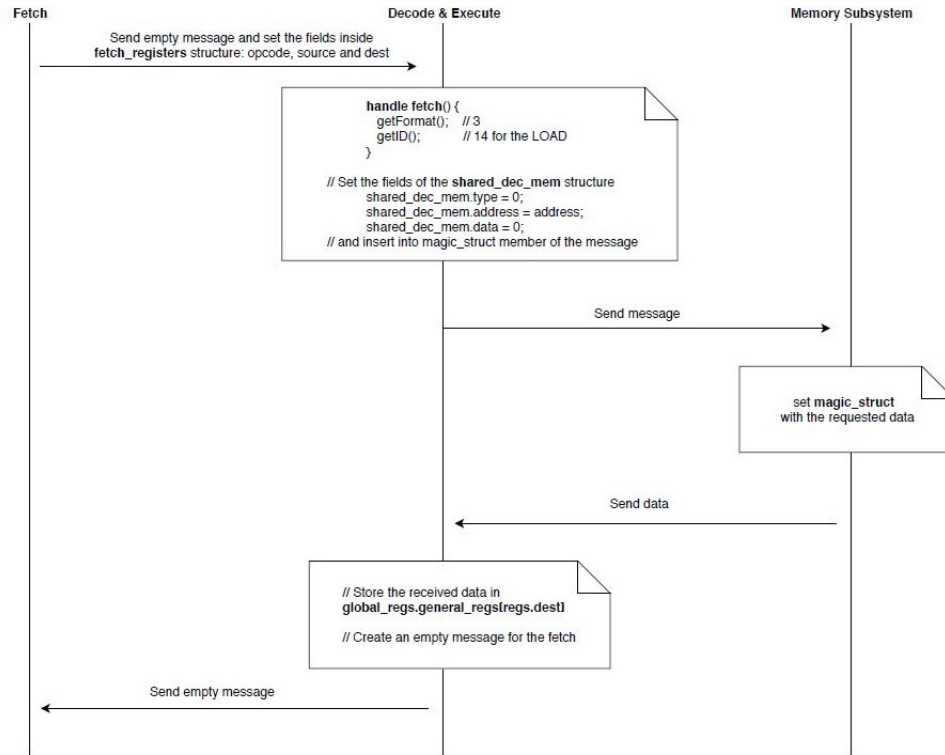 Fetch
Decode & Execute
Memory Subsystem
Send empty message and set the fields inside
fetch_registers structure: opcode, source and dest
handle fetch() {
getFormat(); // 3
getID(); // 14 for the LOAD
}
// Set the fields of the shared_dec_mem structure
shared_dec_mem.type = 0;
shared_dec_mem.address = address;
shared_dec_mem.data = 0;
// and insert into magic_struct member of the message
Send message
set magic_struct
with the requested data
Send data
// Store the received data in
global_regs.general_regs[regs.dest]
// Create an empty message for the fetch
Send empty message